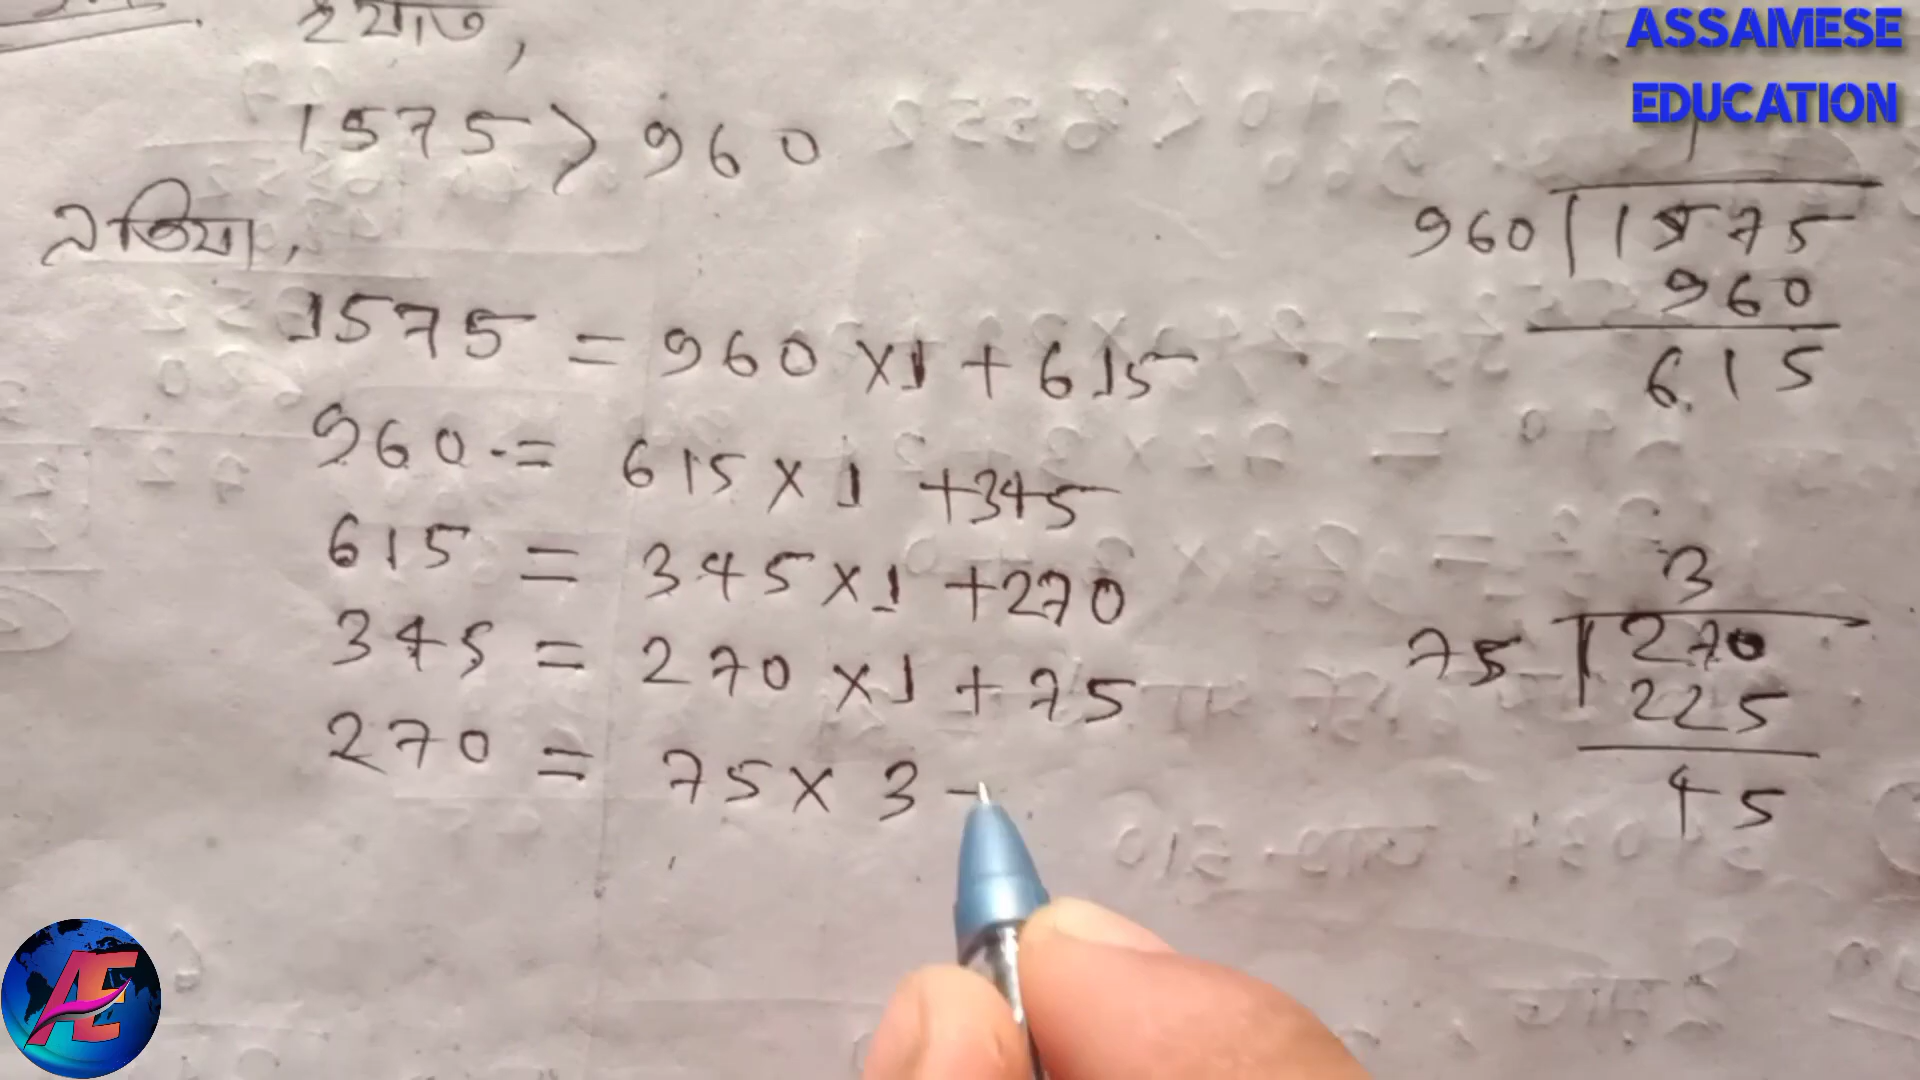 ASSAMESE
EDUCATION
ইয়াত,
1575 > 960
এতিয়া,
1575 = 960 × 1 + 615
960 = 615 × 1 + 345
615 = 345 × 1 + 270
345 = 270 × 1 + 75
270 = 75 × 3
1
960 1575
960
615
3
75 270
225
45
AE